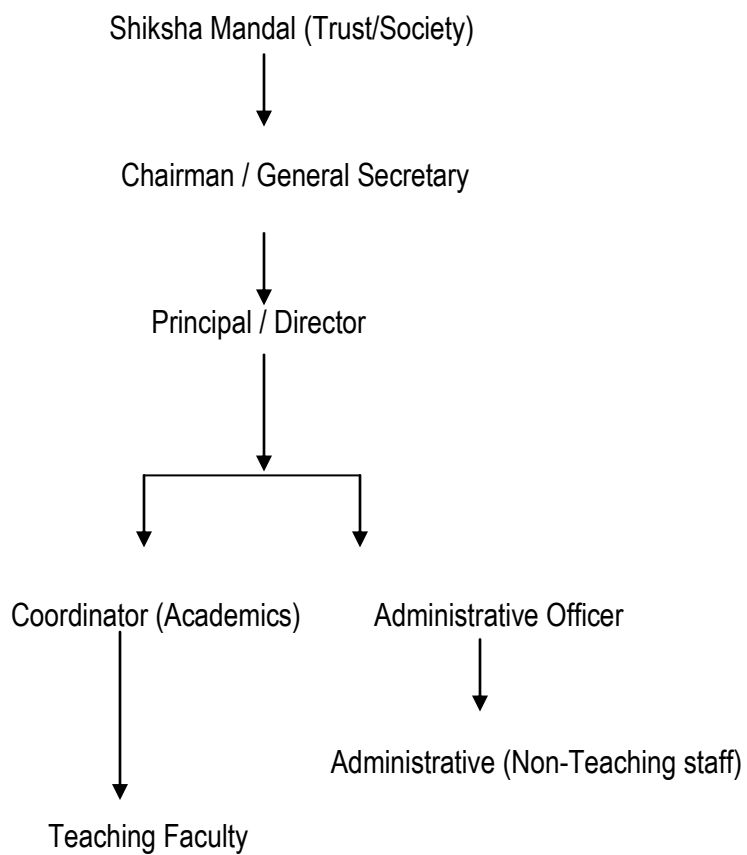 Shiksha Mandal (Trust/Society)
Chairman / General Secretary
Principal / Director
Coordinator (Academics)
Administrative Officer
Administrative (Non-Teaching staff)
Teaching Faculty